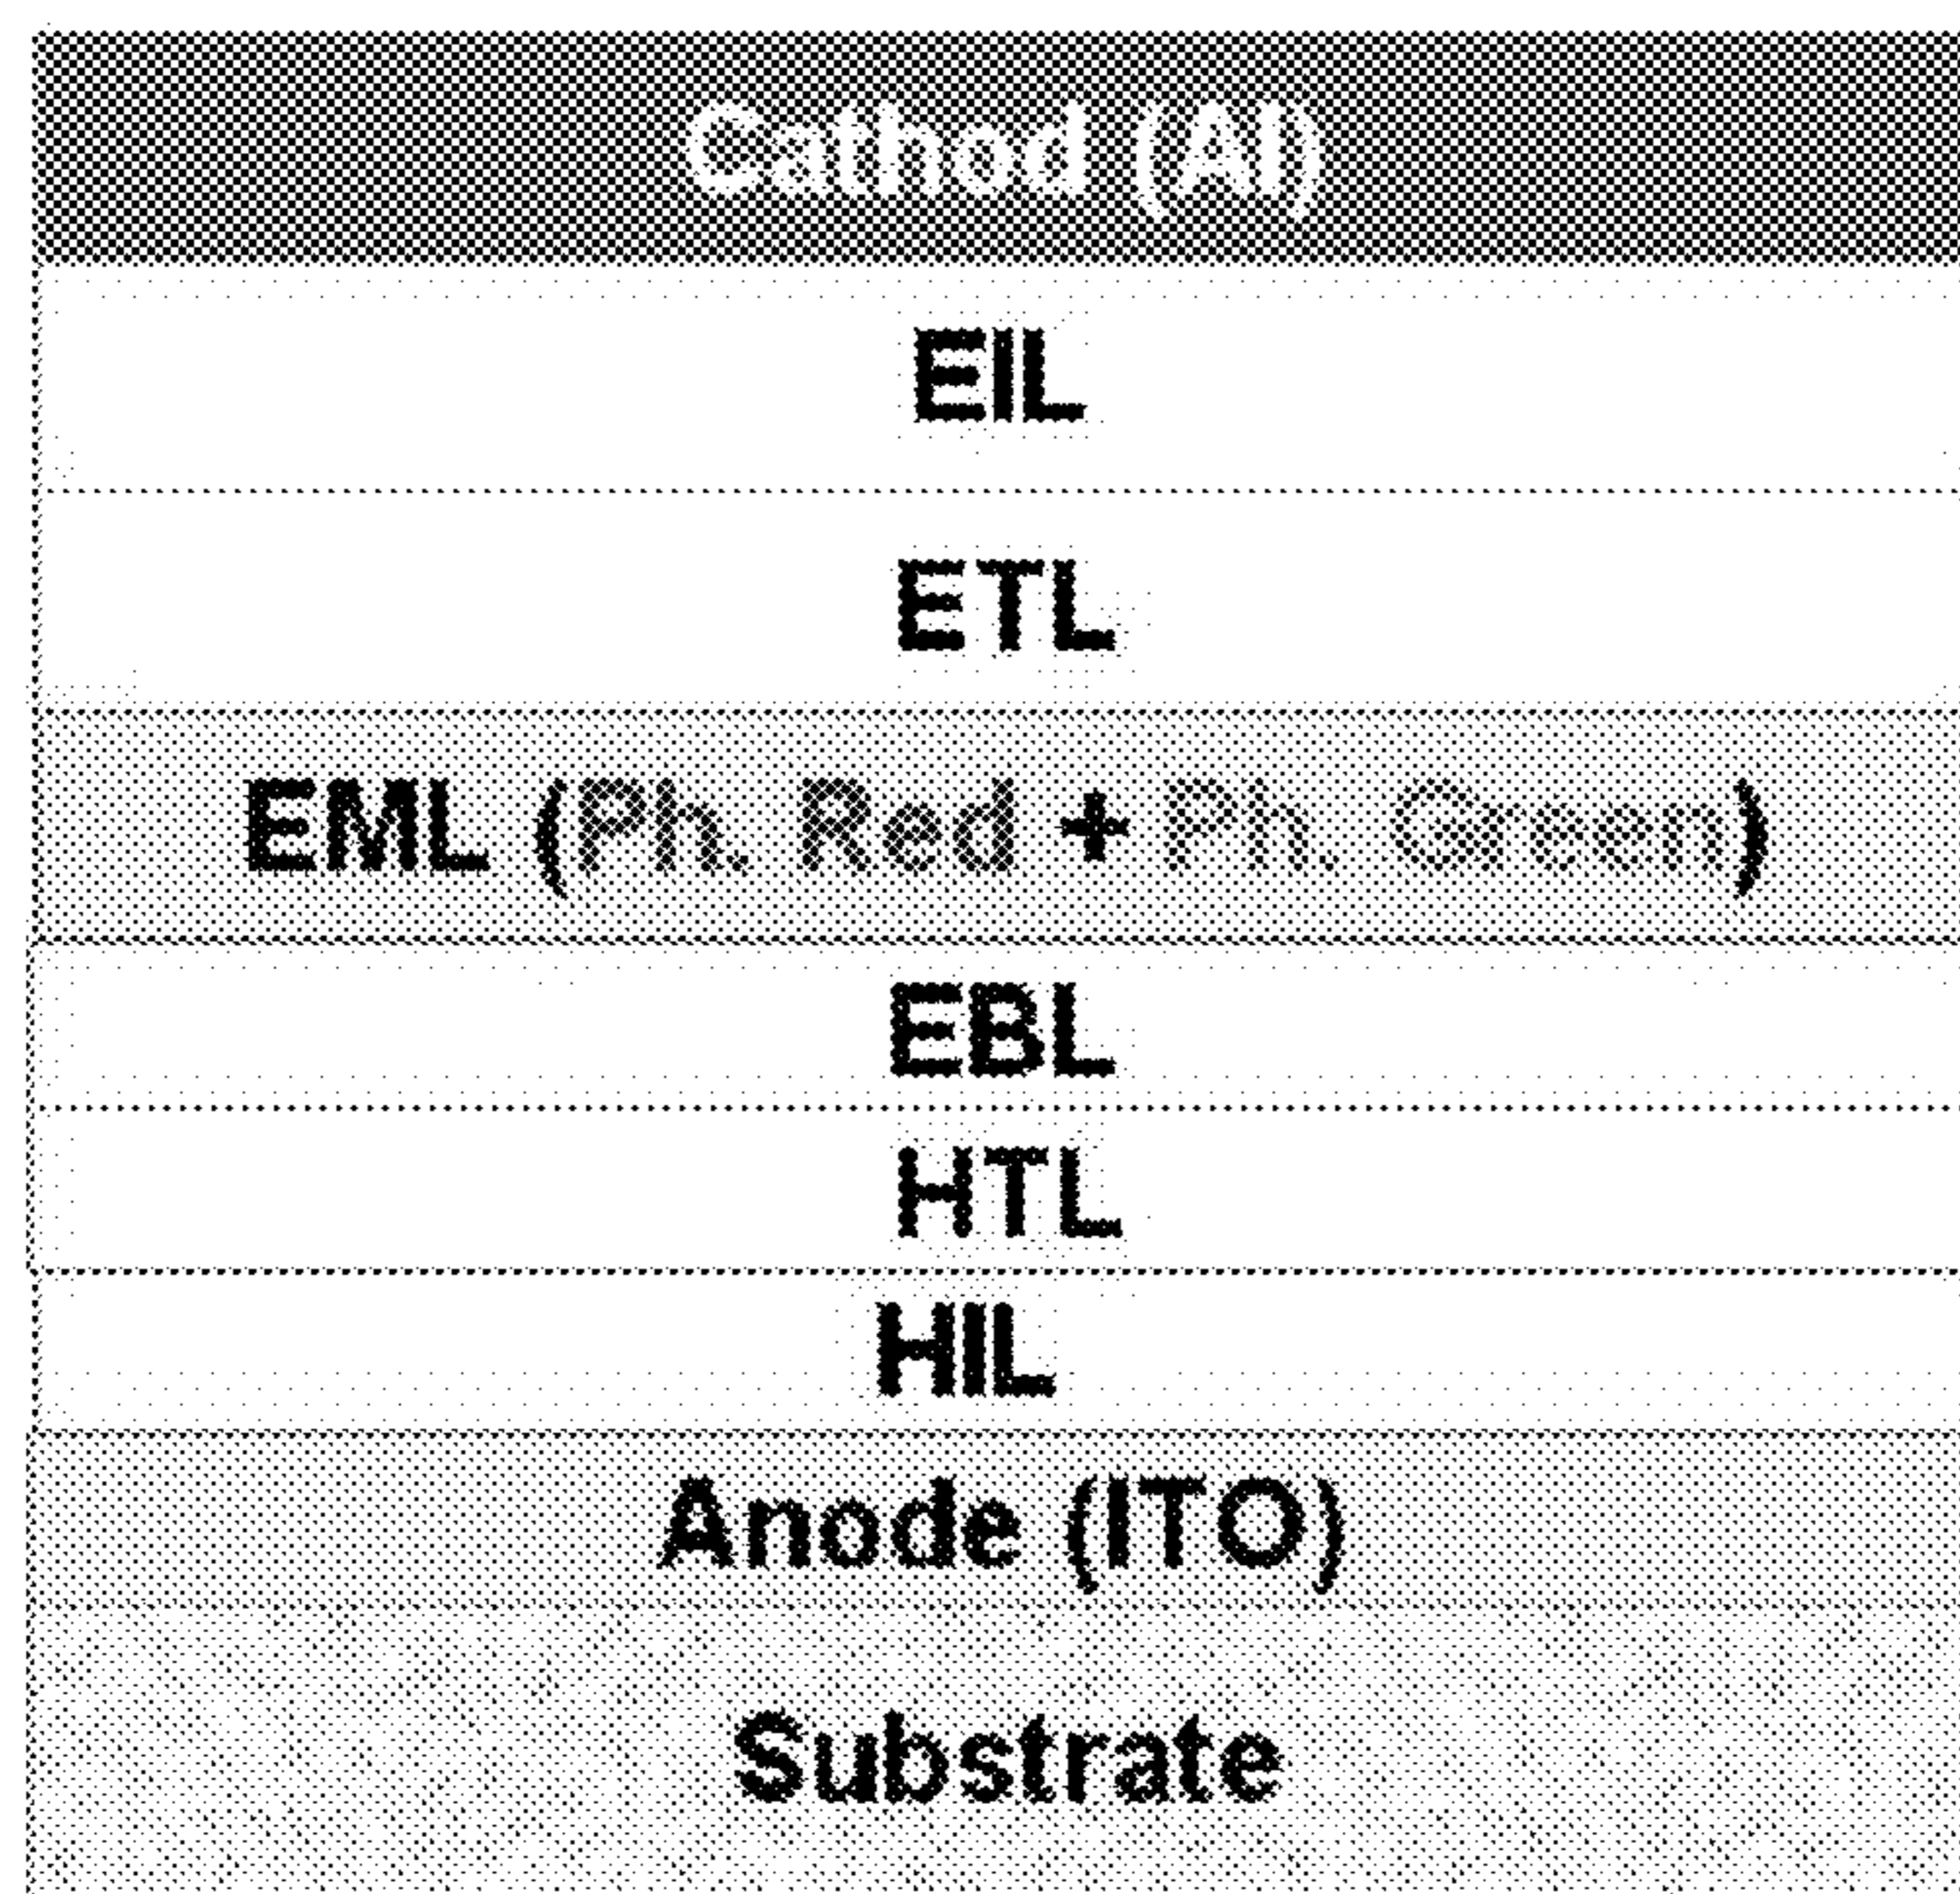 Cathod (Al)
EIL
ETL
EML (Ph. Red + Ph. Green)
EBL
HTL
HIL
Anode (ITO)
Substrate